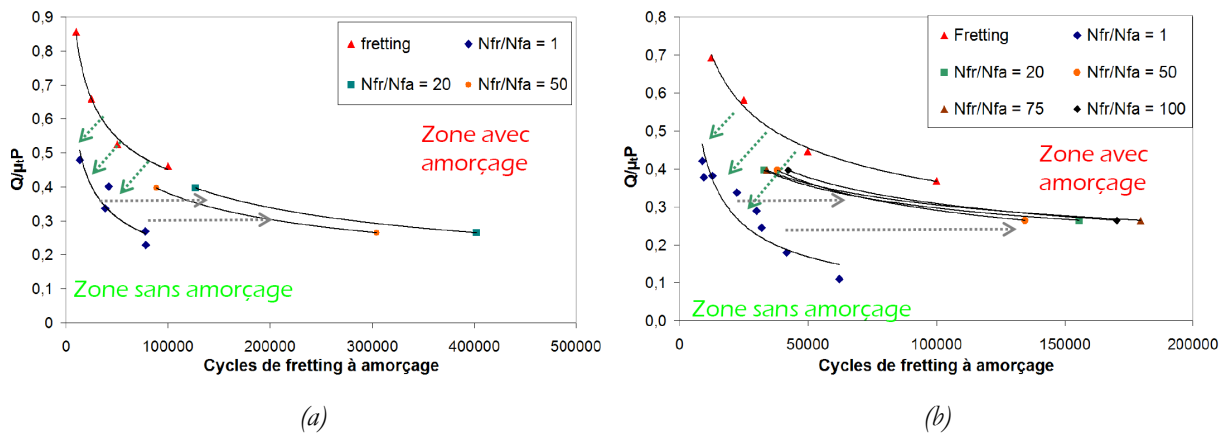 (a)
0,9
0,8
0,7
0,6
0,5
0,4
0,3
0,2
0,1
0
Q/μₜP
fretting
Nfr/Nfa = 1
Nfr/Nfa = 20
Nfr/Nfa = 50
Zone avec
amorçage
Zone sans amorçage
0 100000 200000 300000 400000 500000
Cycles de fretting à amorçage
(a)
(b)
0,8
0,7
0,6
0,5
0,4
0,3
0,2
0,1
0,0
Q/μₜP
Fretting
Nfr/Nfa = 1
Nfr/Nfa = 20
Nfr/Nfa = 50
Nfr/Nfa = 75
Nfr/Nfa = 100
Zone avec
amorçage
Zone sans amorçage
0 50000 100000 150000 200000
Cycles de fretting à amorçage
(b)